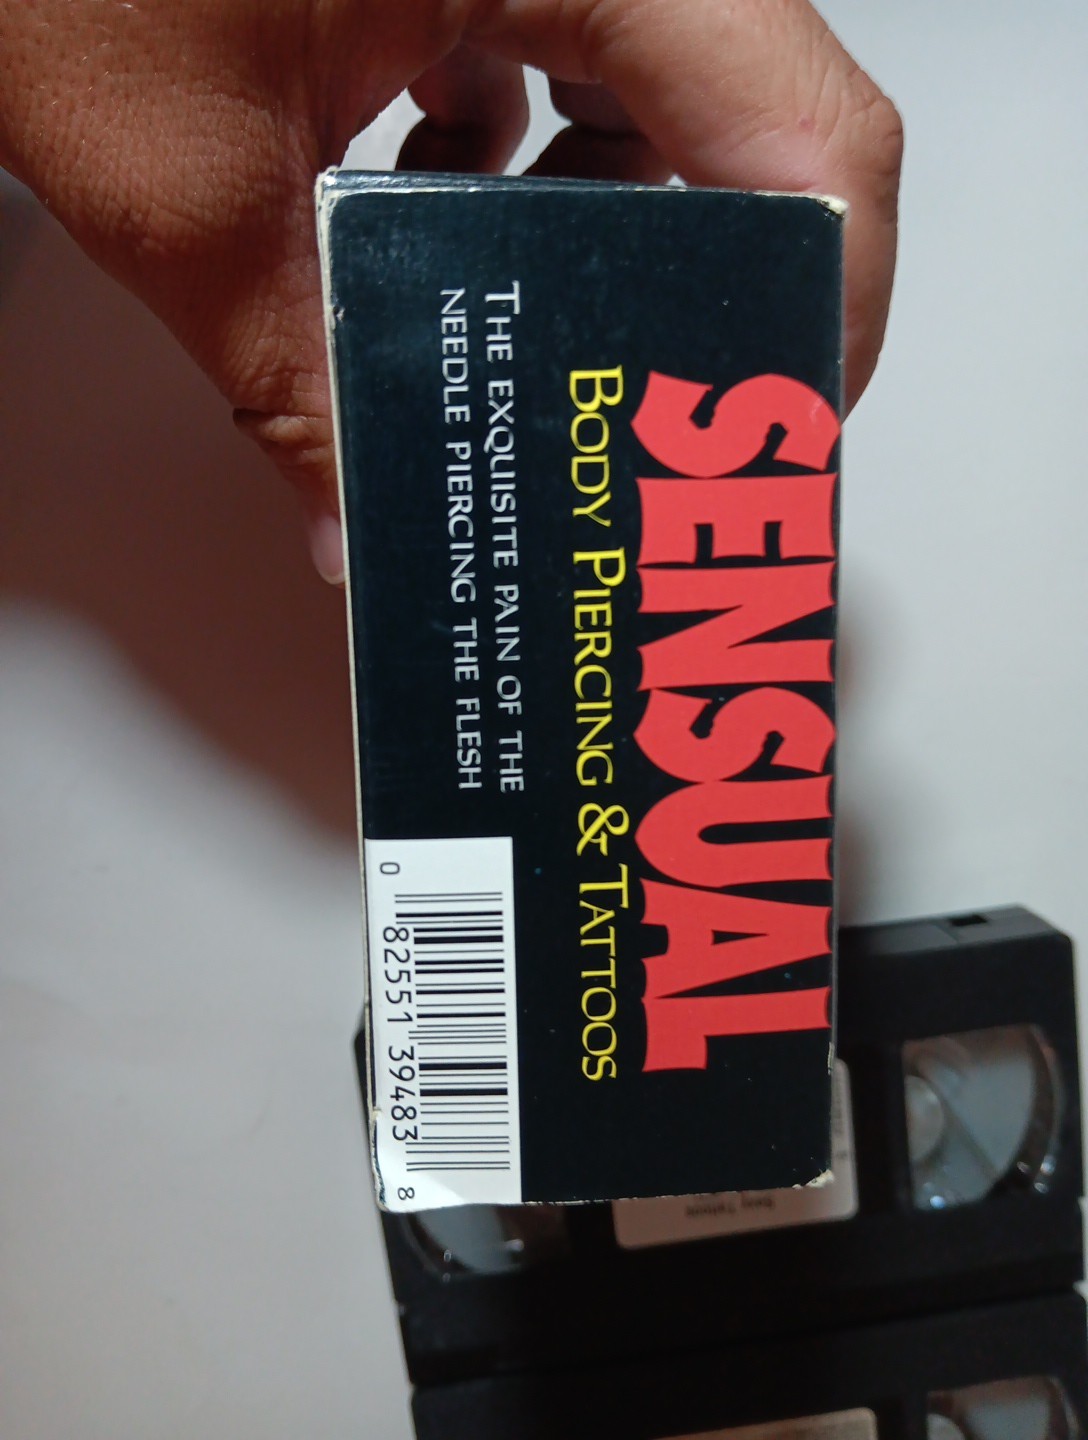 SENSUAL
BODY PIERCING & TATTOOS
THE EXQUISITE PAIN OF THE
NEEDLE PIERCING THE FLESH
0 82551 39483 8